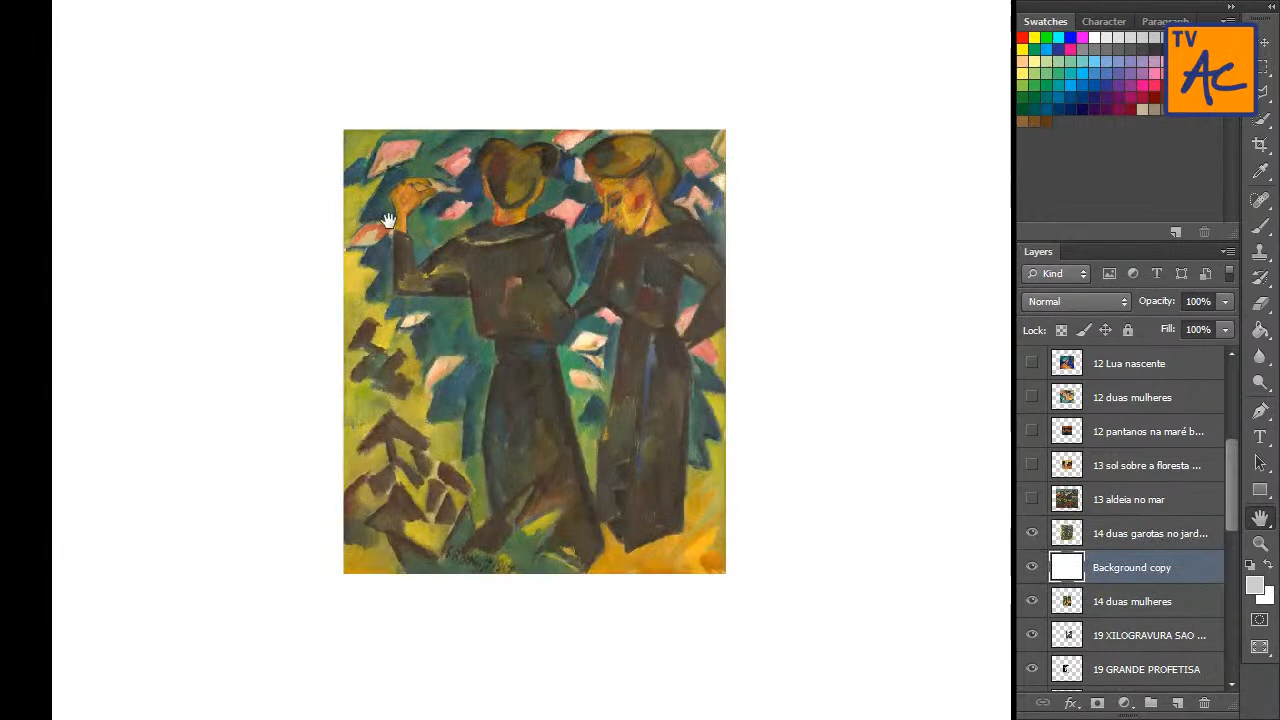 Swatches Character Paragraph
TV
AC
Layers
Kind
Normal
Opacity: 100%
Lock:
Fill: 100%
12 Lua nascente
12 duas mulheres
12 pantanos na maré b...
13 sol sobre a floresta ...
13 aldeia no mar
14 duas garotas no jard...
Background copy
14 duas mulheres
19 XILOGRAVURA SAO ...
19 GRANDE PROFETISA
fx